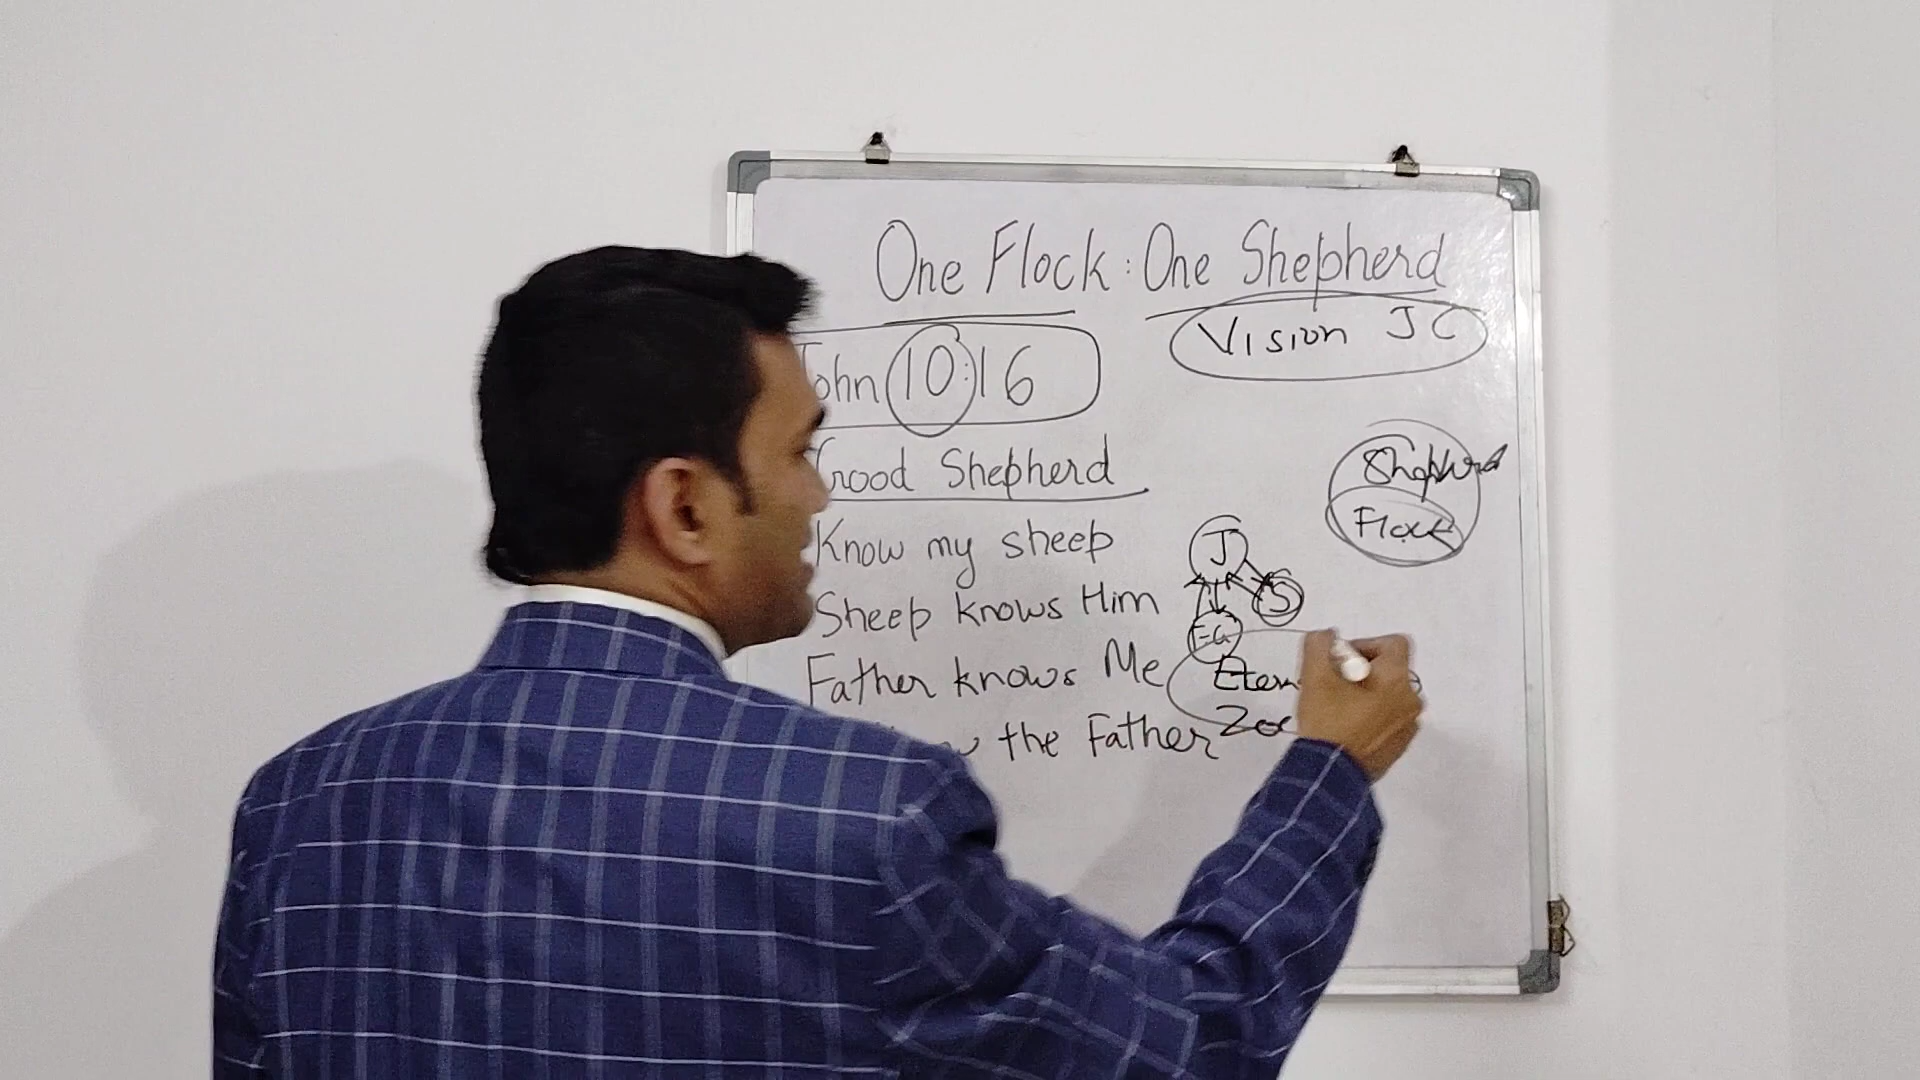 One Flock : One Shepherd
Vision JC
John 10:16
Good Shepherd
Shepherd
Flock
Know my sheep
J
Sheep knows Him
S
Father knows Me
the Father
Zoe